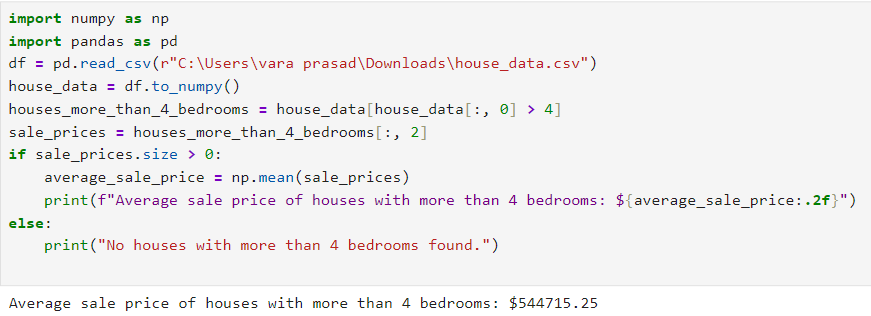 import numpy as np
import pandas as pd
df = pd.read_csv(r"C:\Users\vara prasad\Downloads\house_data.csv")
house_data = df.to_numpy()
houses_more_than_4_bedrooms = house_data[house_data[:, 0] > 4]
sale_prices = houses_more_than_4_bedrooms[:, 2]
if sale_prices.size > 0:
    average_sale_price = np.mean(sale_prices)
    print(f"Average sale price of houses with more than 4 bedrooms: ${average_sale_price:.2f}")
else:
    print("No houses with more than 4 bedrooms found.")
Average sale price of houses with more than 4 bedrooms: $544715.25